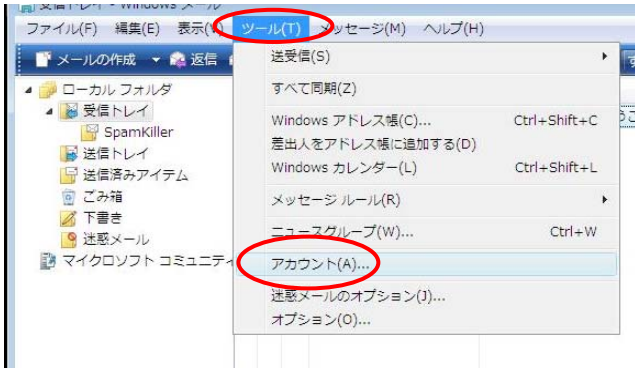 受信トレイ - Windows メール
ファイル(F) 編集(E) 表示(V) ツール(T) メッセージ(M) ヘルプ(H)
メールの作成 返信
ローカル フォルダ
受信トレイ
SpamKiller
送信トレイ
送信済みアイテム
ごみ箱
下書き
迷惑メール
マイクロソフト コミュニティ
送受信(S)
すべて同期(Z)
Windows アドレス帳(C)... Ctrl+Shift+C
差出人をアドレス帳に追加する(D)
Windows カレンダー(L) Ctrl+Shift+L
メッセージ ルール(R)
ニュースグループ(W)... Ctrl+W
アカウント(A)...
迷惑メールのオプション(J)...
オプション(O)...